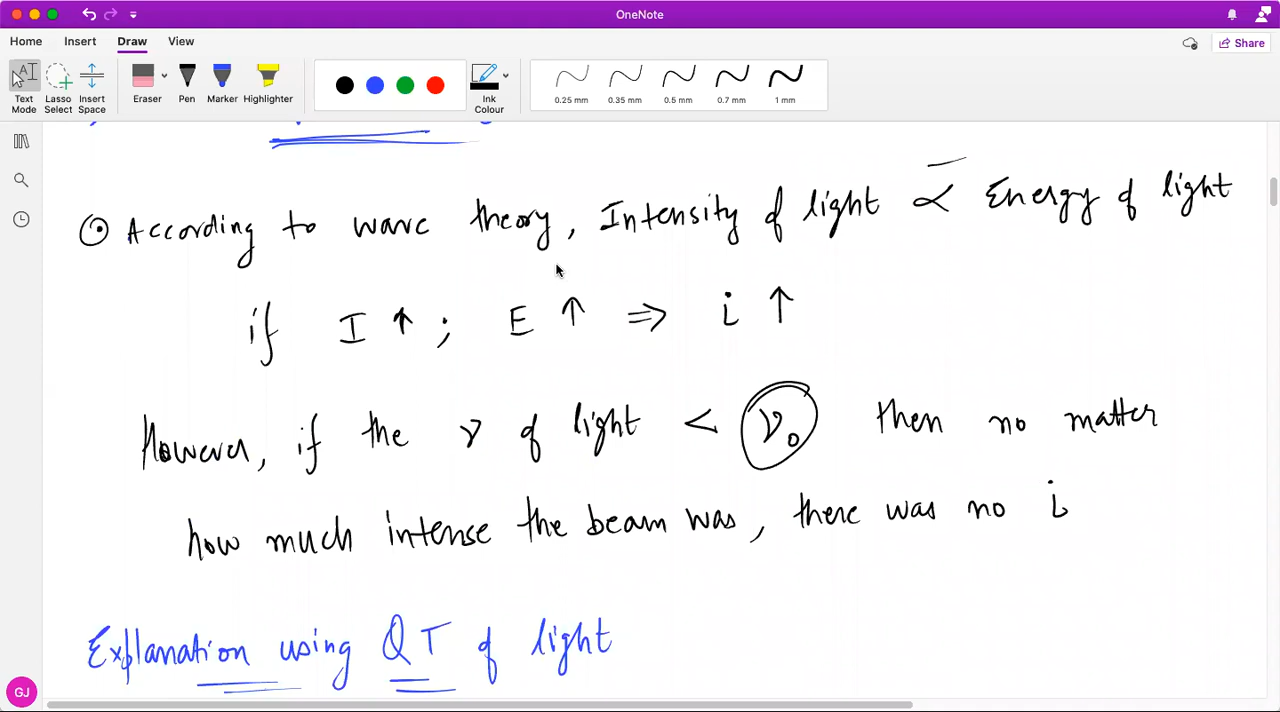 OneNote
Home Insert Draw View
Share
Text Mode
Lasso Select
Insert Space
Eraser
Pen
Marker
Highlighter
Ink Colour
0.25 mm 0.35 mm 0.5 mm 0.7 mm 1 mm
According to wave theory, Intensity of light ∝ Energy of light
if I ↑ ; E ↑ ⇒ i ↑
However, if the ν of light < ν₀ then no matter
how much intense the beam was, there was no i
Explanation using QT of light
GJ